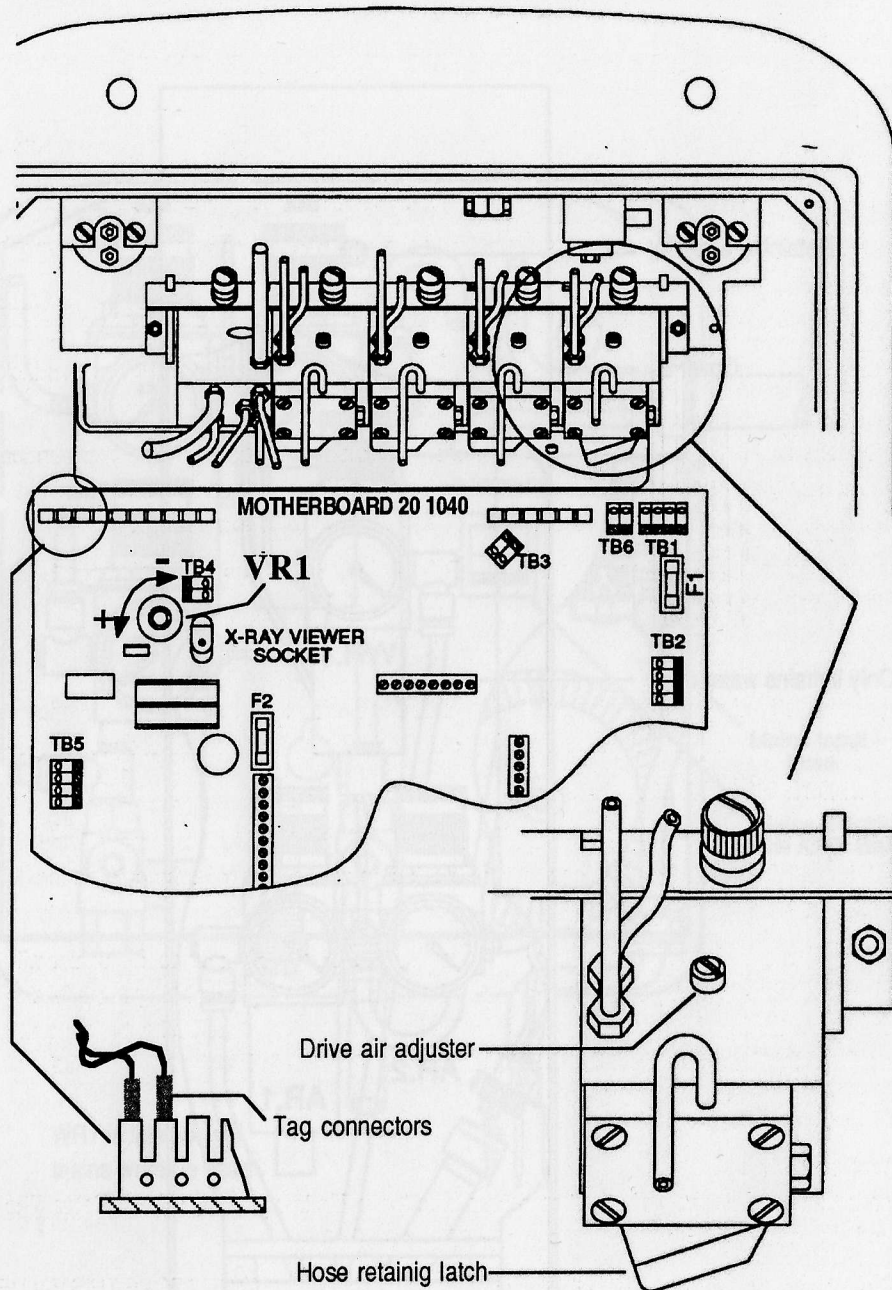 MOTHERBOARD 20 1040
TB6 TB1
TB3
F1
TB4
-
VR1
+
X-RAY VIEWER
SOCKET
TB2
F2
TB5
Drive air adjuster
Tag connectors
Hose retainig latch